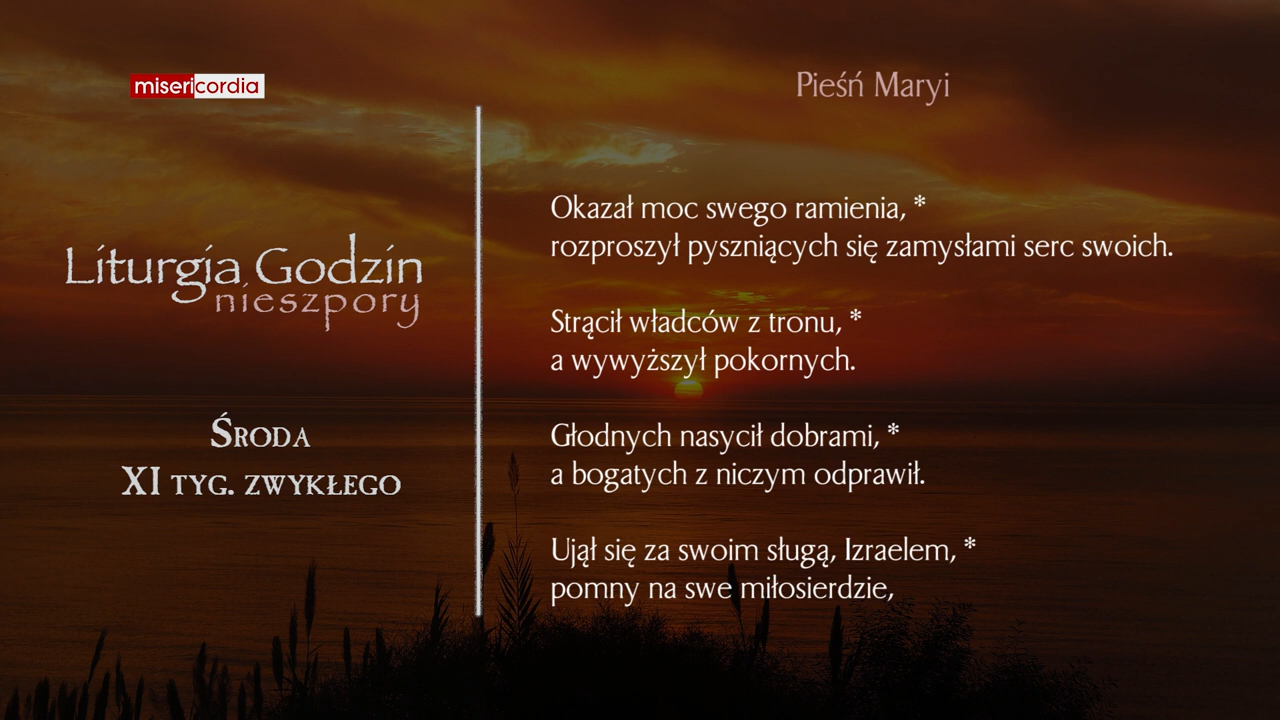 misericordia
Liturgia Godzin
nieszpory
Środa
XI tyg. zwykłego
Pieśń Maryi
Okazał moc swego ramienia, *
rozproszył pyszniących się zamysłami serc swoich.
Strącił władców z tronu, *
a wywyższył pokornych.
Głodnych nasycił dobrami, *
a bogatych z niczym odprawił.
Ujął się za swoim sługą, Izraelem, *
pomny na swe miłosierdzie,